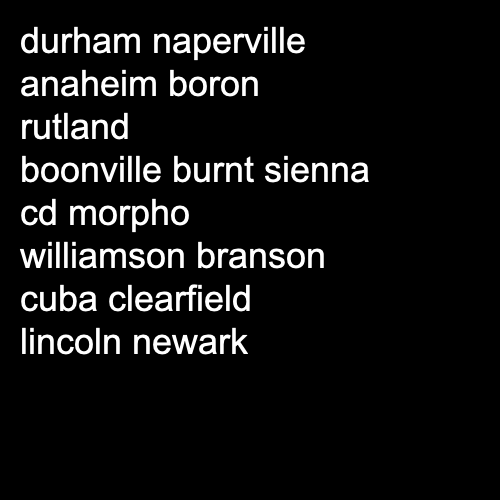 durham naperville
anaheim boron
rutland
boonville burnt sienna
cd morpho
williamson branson
cuba clearfield
lincoln newark